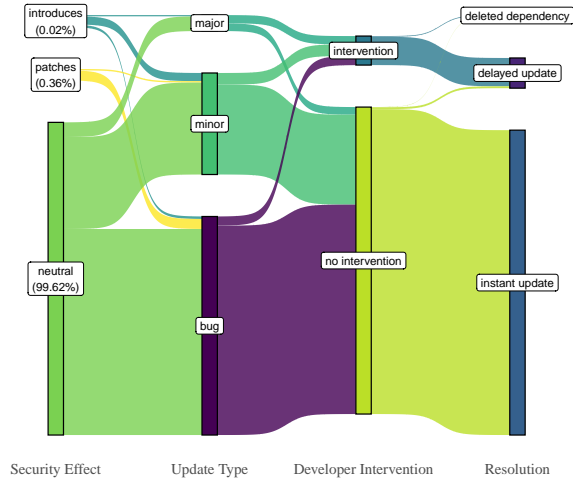 introduces
(0.02%)
patches
(0.36%)
neutral
(99.62%)
major
minor
bug
intervention
no intervention
deleted dependency
delayed update
instant update
Security Effect
Update Type
Developer Intervention
Resolution